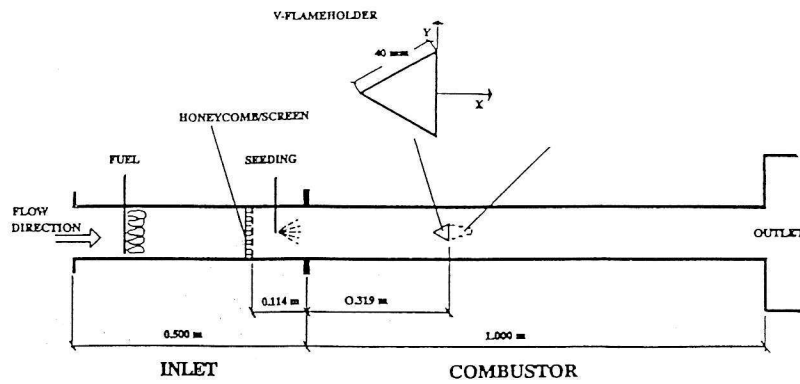 V-FLAMEHOLDER
Y
40 mm
X
HONEYCOMB/SCREEN
FUEL
SEEDING
FLOW
DIRECTION
OUTLET
0.114 m
O.319 m
0.500 m
1.000 m
INLET
COMBUSTOR